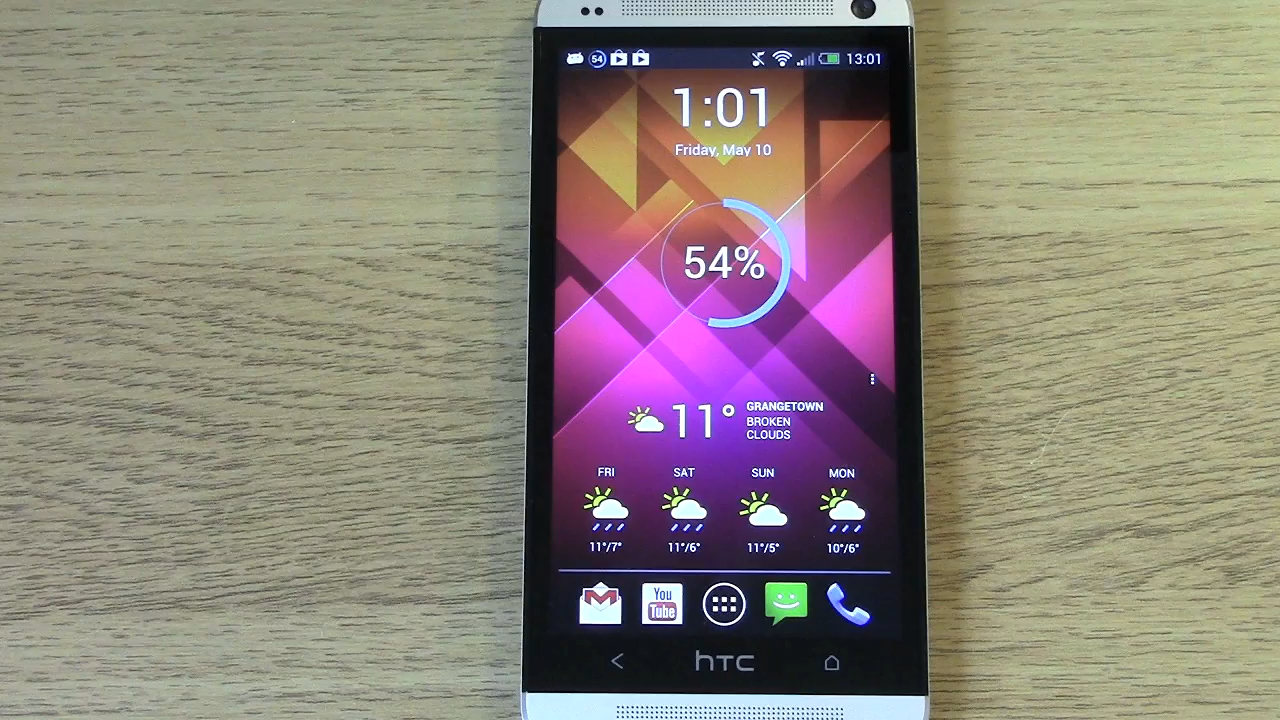 54 13:01
1:01
Friday, May 10
54%
11° GRANGETOWN
BROKEN
CLOUDS
FRI SAT SUN MON
11°/7° 11°/6° 11°/5° 10°/6°
You
Tube
hTC